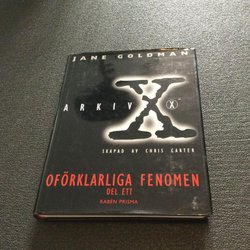 JANE GOLDMAN
ARKIV X
SKAPAD AV CHRIS CARTER
OFÖRKLARLIGA FENOMEN
DEL ETT
RABÉN PRISMA